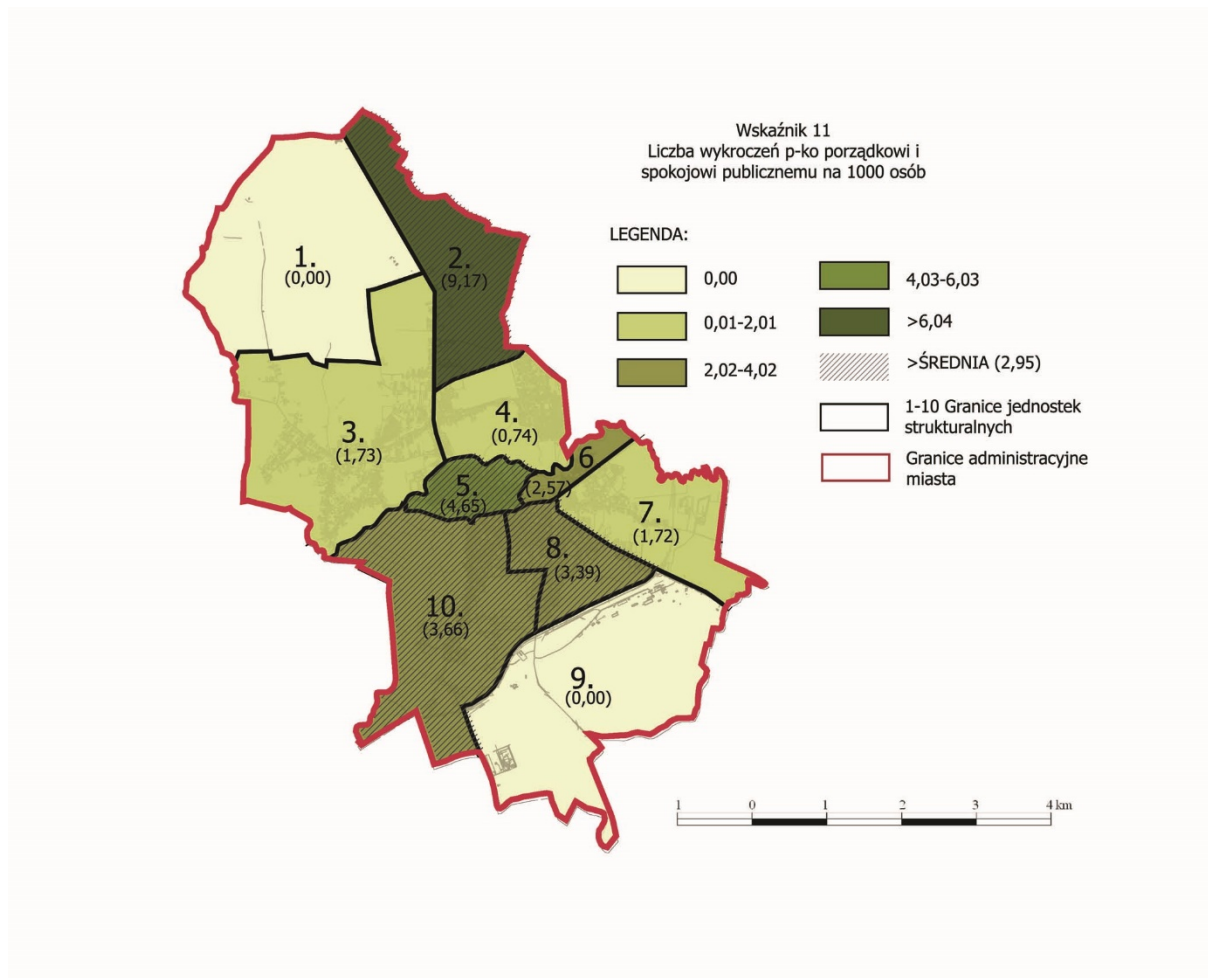 Wskaźnik 11
Liczba wykroczeń p-ko porządkowi i
spokojowi publicznemu na 1000 osób
LEGENDA:
0,00
0,01-2,01
2,02-4,02
4,03-6,03
>6,04
>ŚREDNIA (2,95)
1-10 Granice jednostek
strukturalnych
Granice administracyjne
miasta
1.
(0,00)
2.
(9,17)
3.
(1,73)
4.
(0,74)
5.
(4,65)
6
(2,57)
7.
(1,72)
8.
(3,39)
9.
(0,00)
10.
(3,66)
1 0 1 2 3 4 km